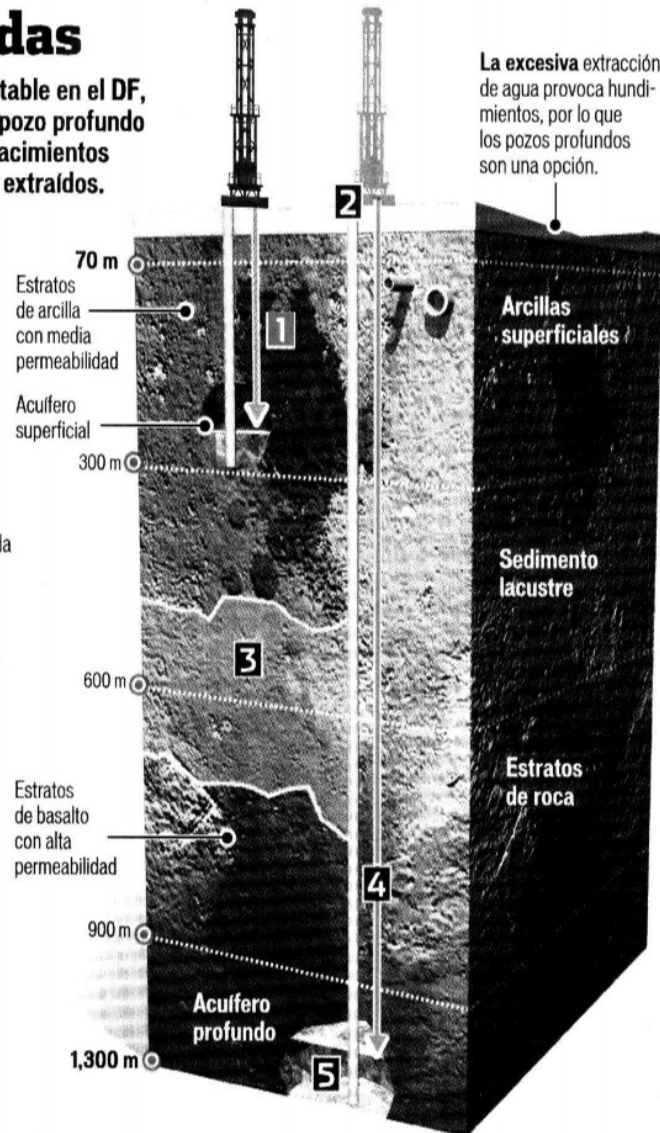 das
table en el DF,
pozo profundo
acimientos
extraídos.
La excesiva extracción
de agua provoca hundi-
mientos, por lo que
los pozos profundos
son una opción.
2
70 m
Estratos
de arcilla
con media
permeabilidad
1
Arcillas
superficiales
Acuífero
superficial
300 m
da
Sedimento
lacustre
3
600 m
Estratos
de roca
Estratos
de basalto
con alta
permeabilidad
4
900 m
Acuífero
profundo
1,300 m
5